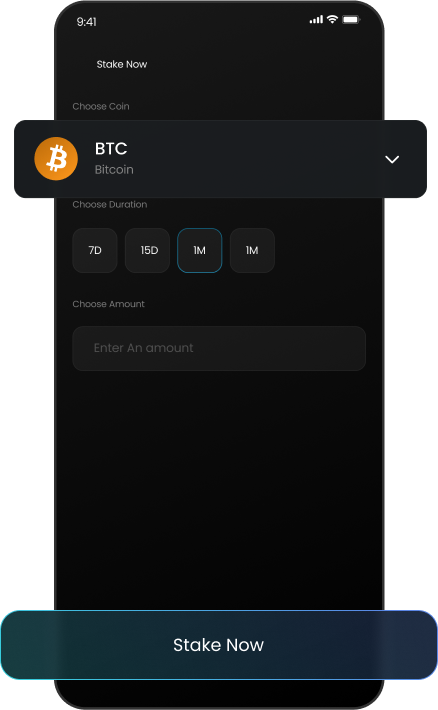 9:41
Stake Now
Choose Coin
BTC
Bitcoin
Choose Duration
7D 15D 1M 1M
Choose Amount
Enter An amount
Stake Now